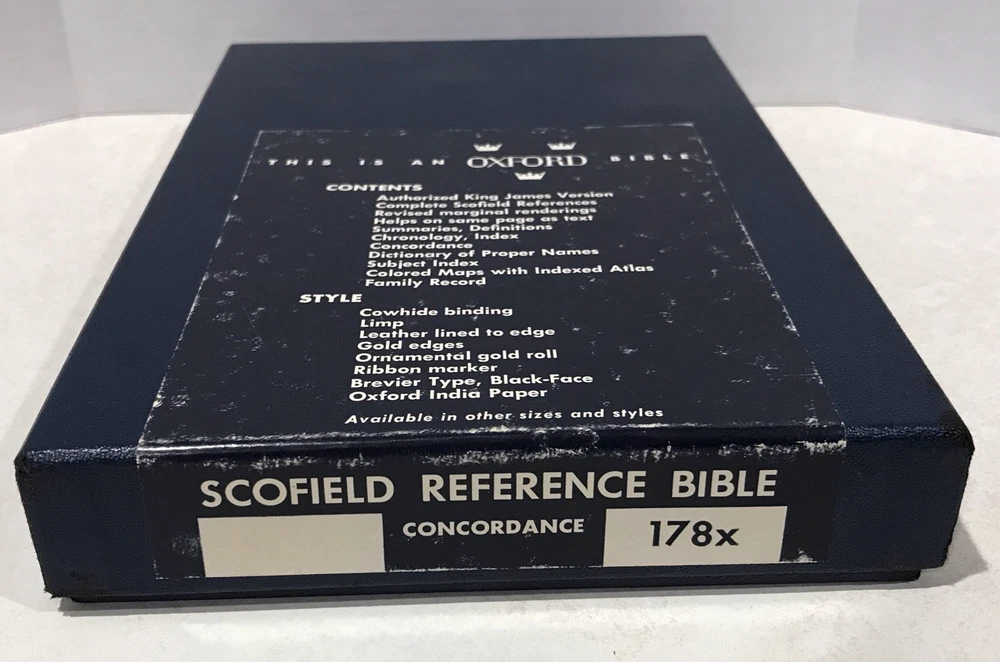 THIS IS AN OXFORD BIBLE
CONTENTS
Authorized King James Version
Complete Scofield References
Revised marginal renderings
Helps on same page as text
Summaries, Definitions
Chronology, Index
Concordance
Dictionary of Proper Names
Subject Index
Colored Maps with Indexed Atlas
Family Record
STYLE
Cowhide binding
Limp
Leather lined to edge
Gold edges
Ornamental gold roll
Ribbon marker
Brevier Type, Black-Face
Oxford India Paper
Available in other sizes and styles
SCOFIELD REFERENCE BIBLE
CONCORDANCE
178x